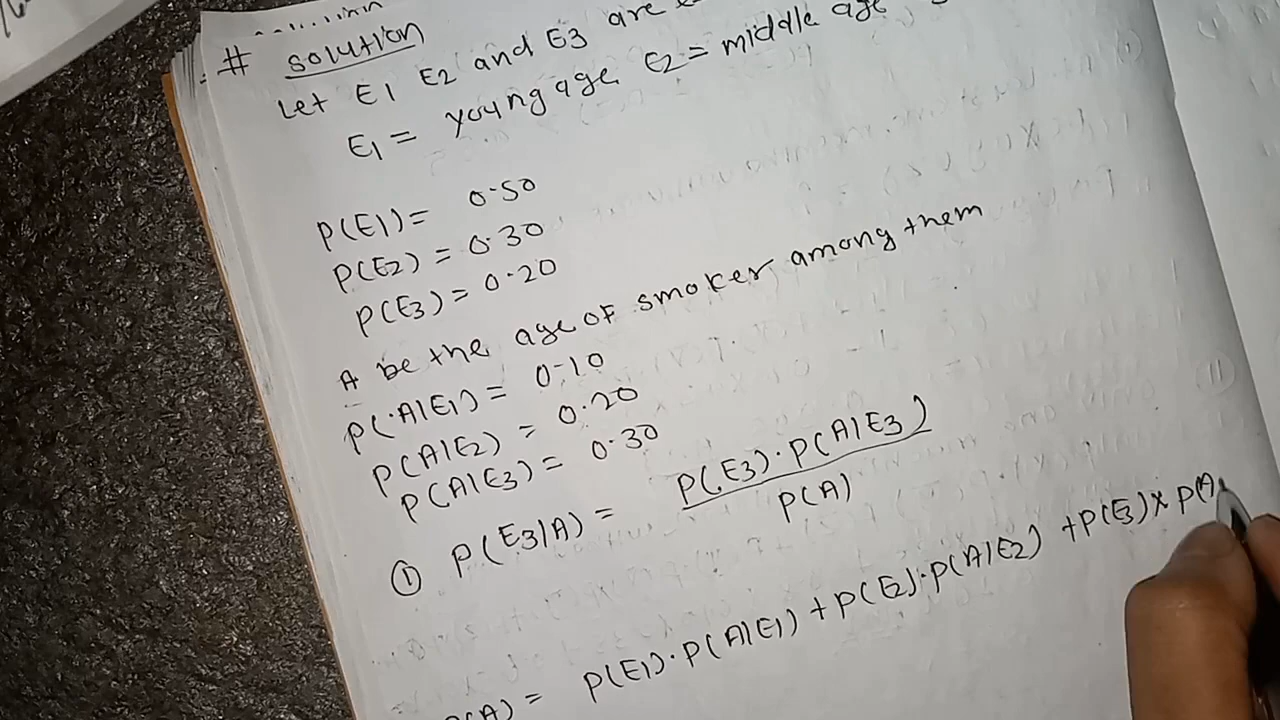 # solution
Let E1 E2 and E3 are
E1 = young age E2 = middle age
P(E1) = 0.50
P(E2) = 0.30
P(E3) = 0.20
A be the age of smoker among them
P(A|E1) = 0.10
P(A|E2) = 0.20
P(A|E3) = 0.30
① P(E3/A) = P(E3)·P(A|E3)
P(A)
P(A) = P(E1)·P(A|E1) + P(E2)·P(A|E2) + P(E3) × P(A